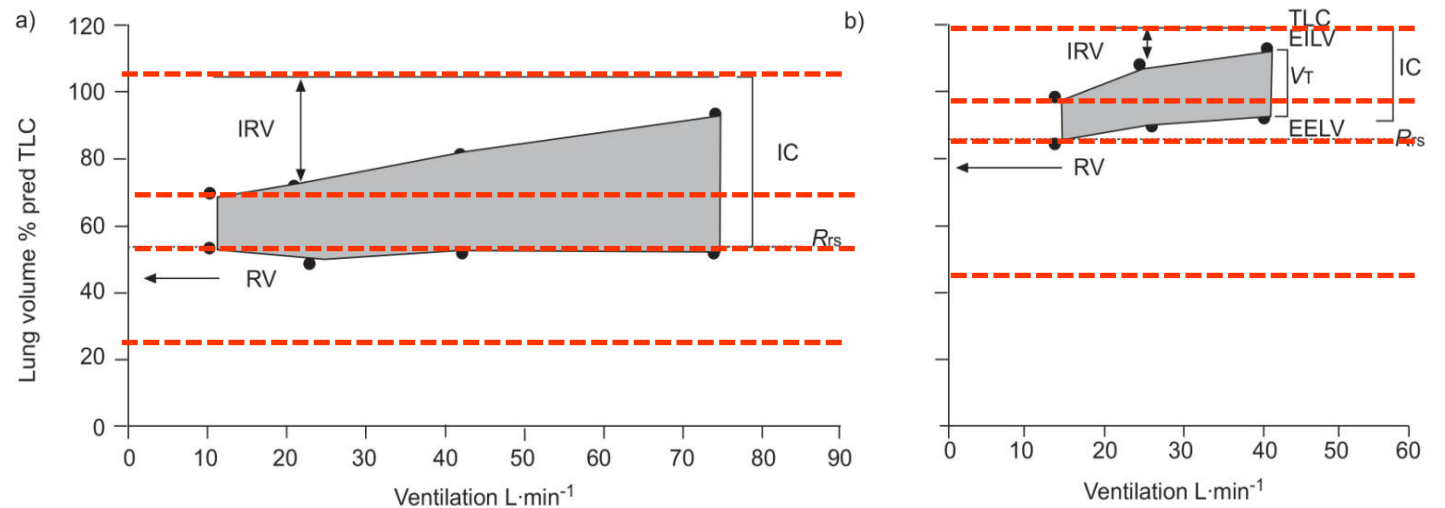 a)
Lung volume % pred TLC
120
100
80
60
40
20
0
IRV
IC
Rrs
RV
0 10 20 30 40 50 60 70 80 90
Ventilation L·min-1
b)
TLC
IRV
EILV
VT
IC
EELV
Rrs
RV
0 10 20 30 40 50 60
Ventilation L·min-1